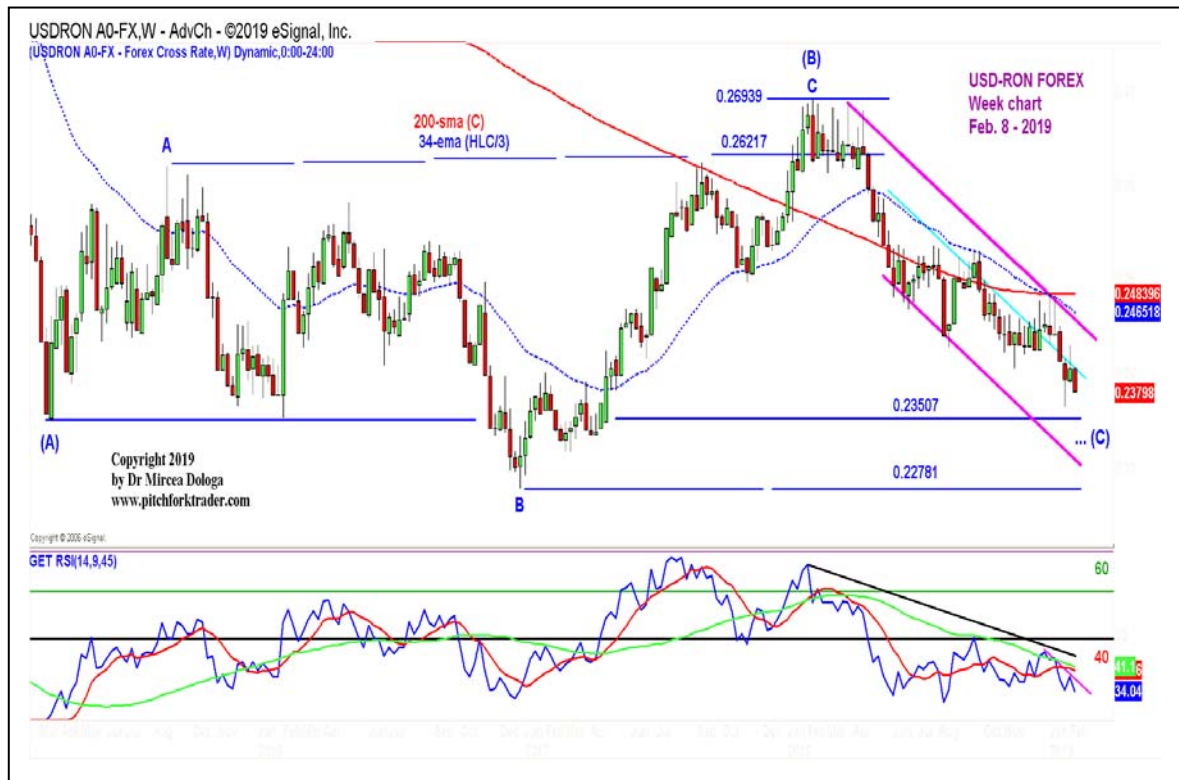 USDRON A0-FX,W - AdvCh - ©2019 eSignal, Inc.
(USDRON A0-FX - Forex Cross Rate,W) Dynamic,0:00-24:00
(B)
C
0.26939
USD-RON FOREX
Week chart
Feb. 8 - 2019
200-sma (C)
34-ema (HLC/3)
0.26217
A
0.248396
0.246518
0.23798
0.23507
(A)
... (C)
Copyright 2019
by Dr Mircea Dologa
www.pitchforktrader.com
0.22781
B
Copyright © 2006 eSignal.
GET RSI(14,9,45)
60
40
34.04